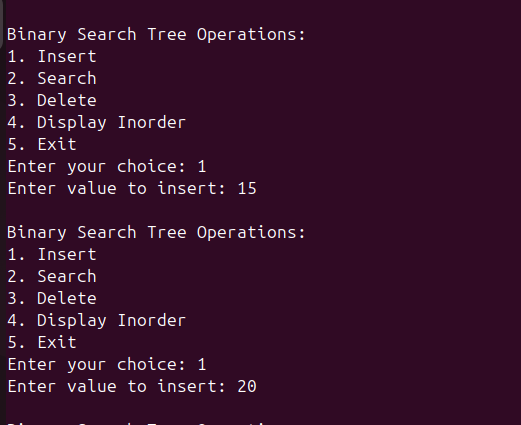 Binary Search Tree Operations:
1. Insert
2. Search
3. Delete
4. Display Inorder
5. Exit
Enter your choice: 1
Enter value to insert: 15
Binary Search Tree Operations:
1. Insert
2. Search
3. Delete
4. Display Inorder
5. Exit
Enter your choice: 1
Enter value to insert: 20